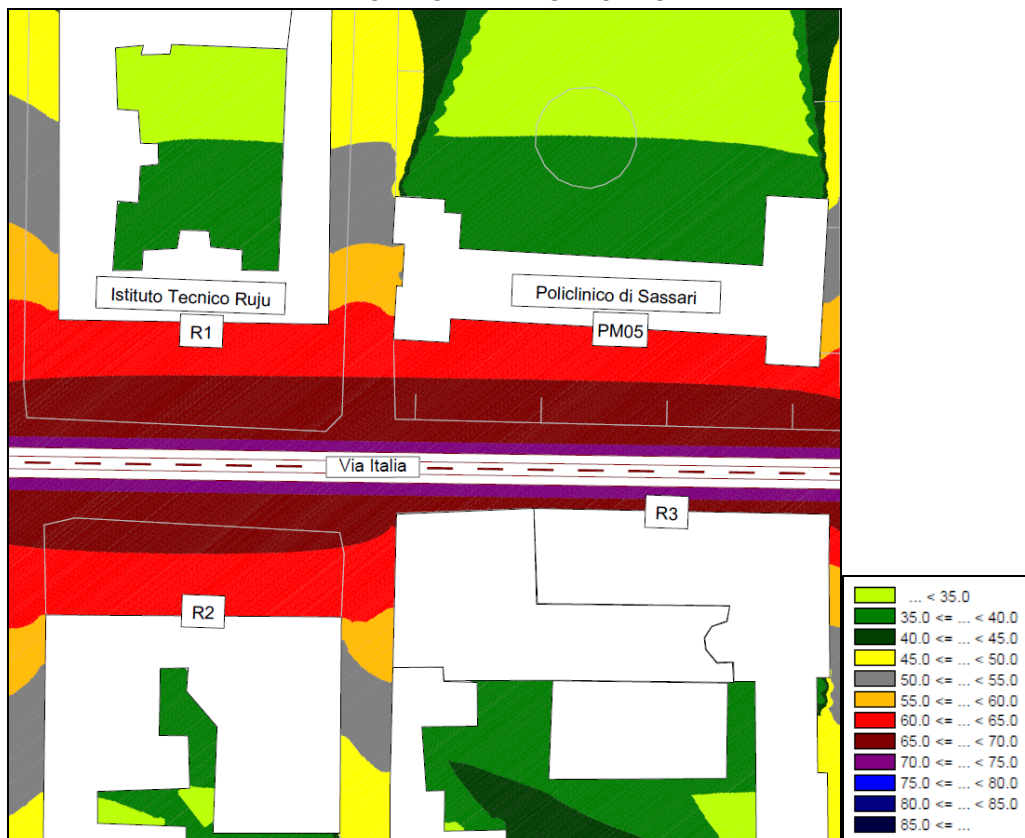 Istituto Tecnico Ruju
R1
Policlinico di Sassari
PM05
Via Italia
R3
R2
... < 35.0
35.0 <= ... < 40.0
40.0 <= ... < 45.0
45.0 <= ... < 50.0
50.0 <= ... < 55.0
55.0 <= ... < 60.0
60.0 <= ... < 65.0
65.0 <= ... < 70.0
70.0 <= ... < 75.0
75.0 <= ... < 80.0
80.0 <= ... < 85.0
85.0 <= ...